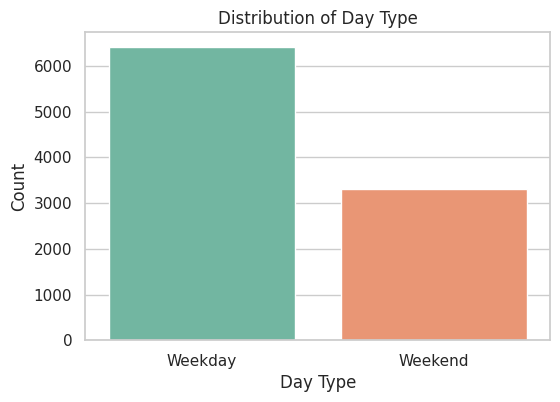 Distribution of Day Type
6000
5000
4000
3000
2000
1000
0
Count
Weekday
Weekend
Day Type